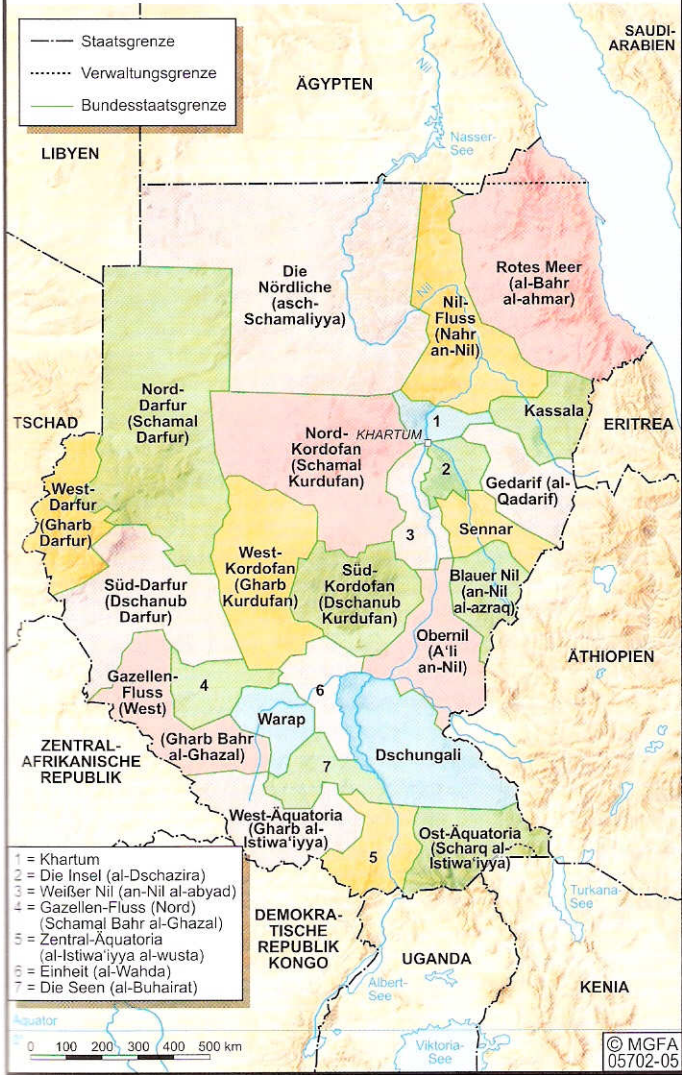 Staatsgrenze
Verwaltungsgrenze
Bundesstaatsgrenze
SAUDI-
ARABIEN
ÄGYPTEN
Nil
Nasser-
See
LIBYEN
Die
Nördliche
(asch-
Schamaliyya)
Rotes Meer
(al-Bahr
al-ahmar)
Nil
Nil-
Fluss
(Nahr
an-Nil)
Nord-
Darfur
(Schamal
Darfur)
TSCHAD
Kassala
ERITREA
1
KHARTUM
Nord-
Kordofan
(Schamal
Kurdufan)
2
Gedarif (al-
Qadarif)
West-
Darfur
(Gharb
Darfur)
3
Sennar
West-
Kordofan
(Gharb
Kurdufan)
Süd-
Kordofan
(Dschanub
Kurdufan)
Blauer Nil
(an-Nil
al-azraq)
Süd-Darfur
(Dschanub
Darfur)
Obernil
(A'li
an-Nil)
ÄTHIOPIEN
Gazellen-
Fluss
(West)
4
6
Warap
(Gharb Bahr
al-Ghazal)
Dschungali
ZENTRAL-
AFRIKANISCHE
REPUBLIK
7
West-Äquatoria
(Gharb al-
Istiwa'iyya)
Ost-Äquatoria
(Scharq al-
Istiwa'iyya)
5
1 = Khartum
2 = Die Insel (al-Dschazira)
3 = Weißer Nil (an-Nil al-abyad)
4 = Gazellen-Fluss (Nord)
(Schamal Bahr al-Ghazal)
5 = Zentral-Äquatoria
(al-Istiwa'iyya al-wusta)
6 = Einheit (al-Wahda)
7 = Die Seen (al-Buhairat)
DEMOKRA-
TISCHE
REPUBLIK
KONGO
UGANDA
Turkana-
See
KENIA
Albert-
See
Äquator
Viktoria-
See
0 100 200 300 400 500 km
© MGFA
05702-05